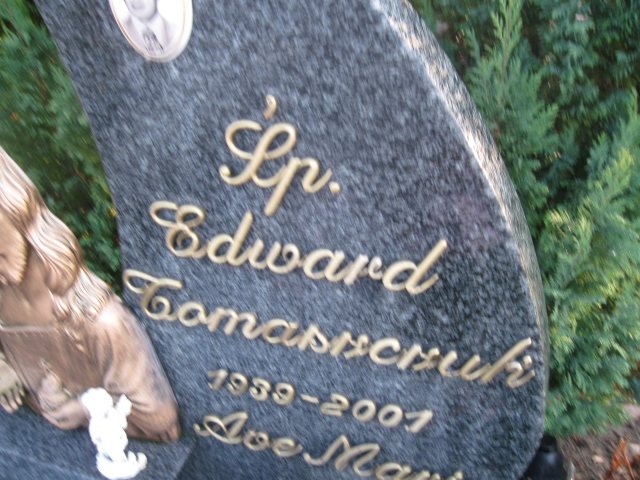 Śp.
Edward
Tomaszczuk
1939-2001
Ave